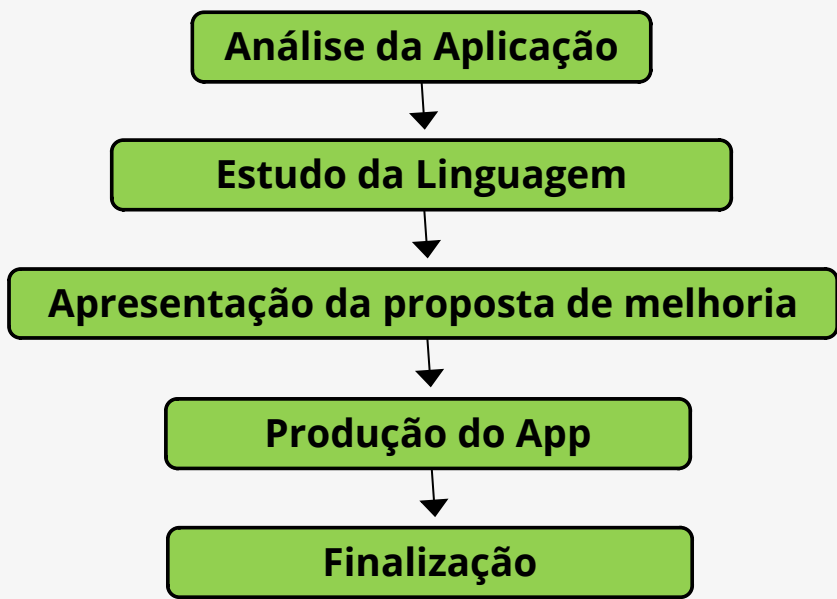 Análise da Aplicação
Estudo da Linguagem
Apresentação da proposta de melhoria
Produção do App
Finalização